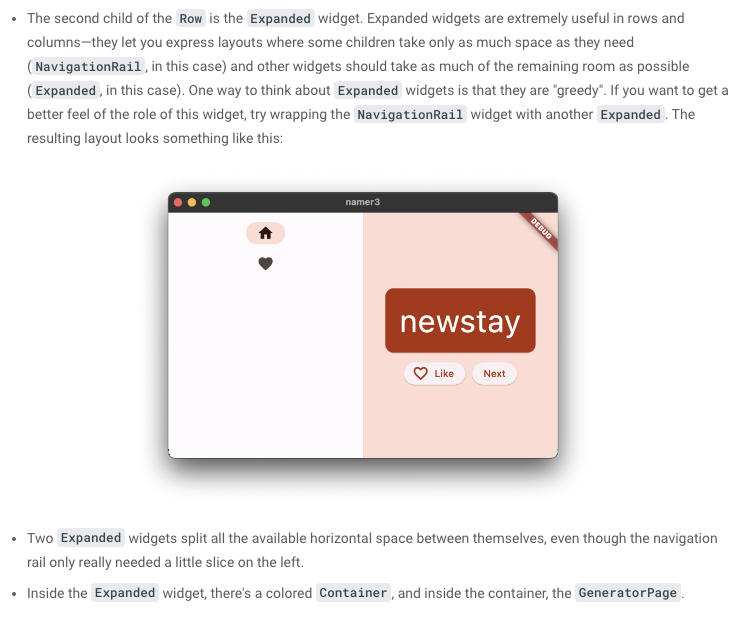 • The second child of the Row is the Expanded widget. Expanded widgets are extremely useful in rows and
columns—they let you express layouts where some children take only as much space as they need
(NavigationRail, in this case) and other widgets should take as much of the remaining room as possible
(Expanded, in this case). One way to think about Expanded widgets is that they are "greedy". If you want to get a
better feel of the role of this widget, try wrapping the NavigationRail widget with another Expanded. The
resulting layout looks something like this:
namer3
DEBUG
newstay
Like Next
• Two Expanded widgets split all the available horizontal space between themselves, even though the navigation
rail only really needed a little slice on the left.
• Inside the Expanded widget, there's a colored Container, and inside the container, the GeneratorPage.